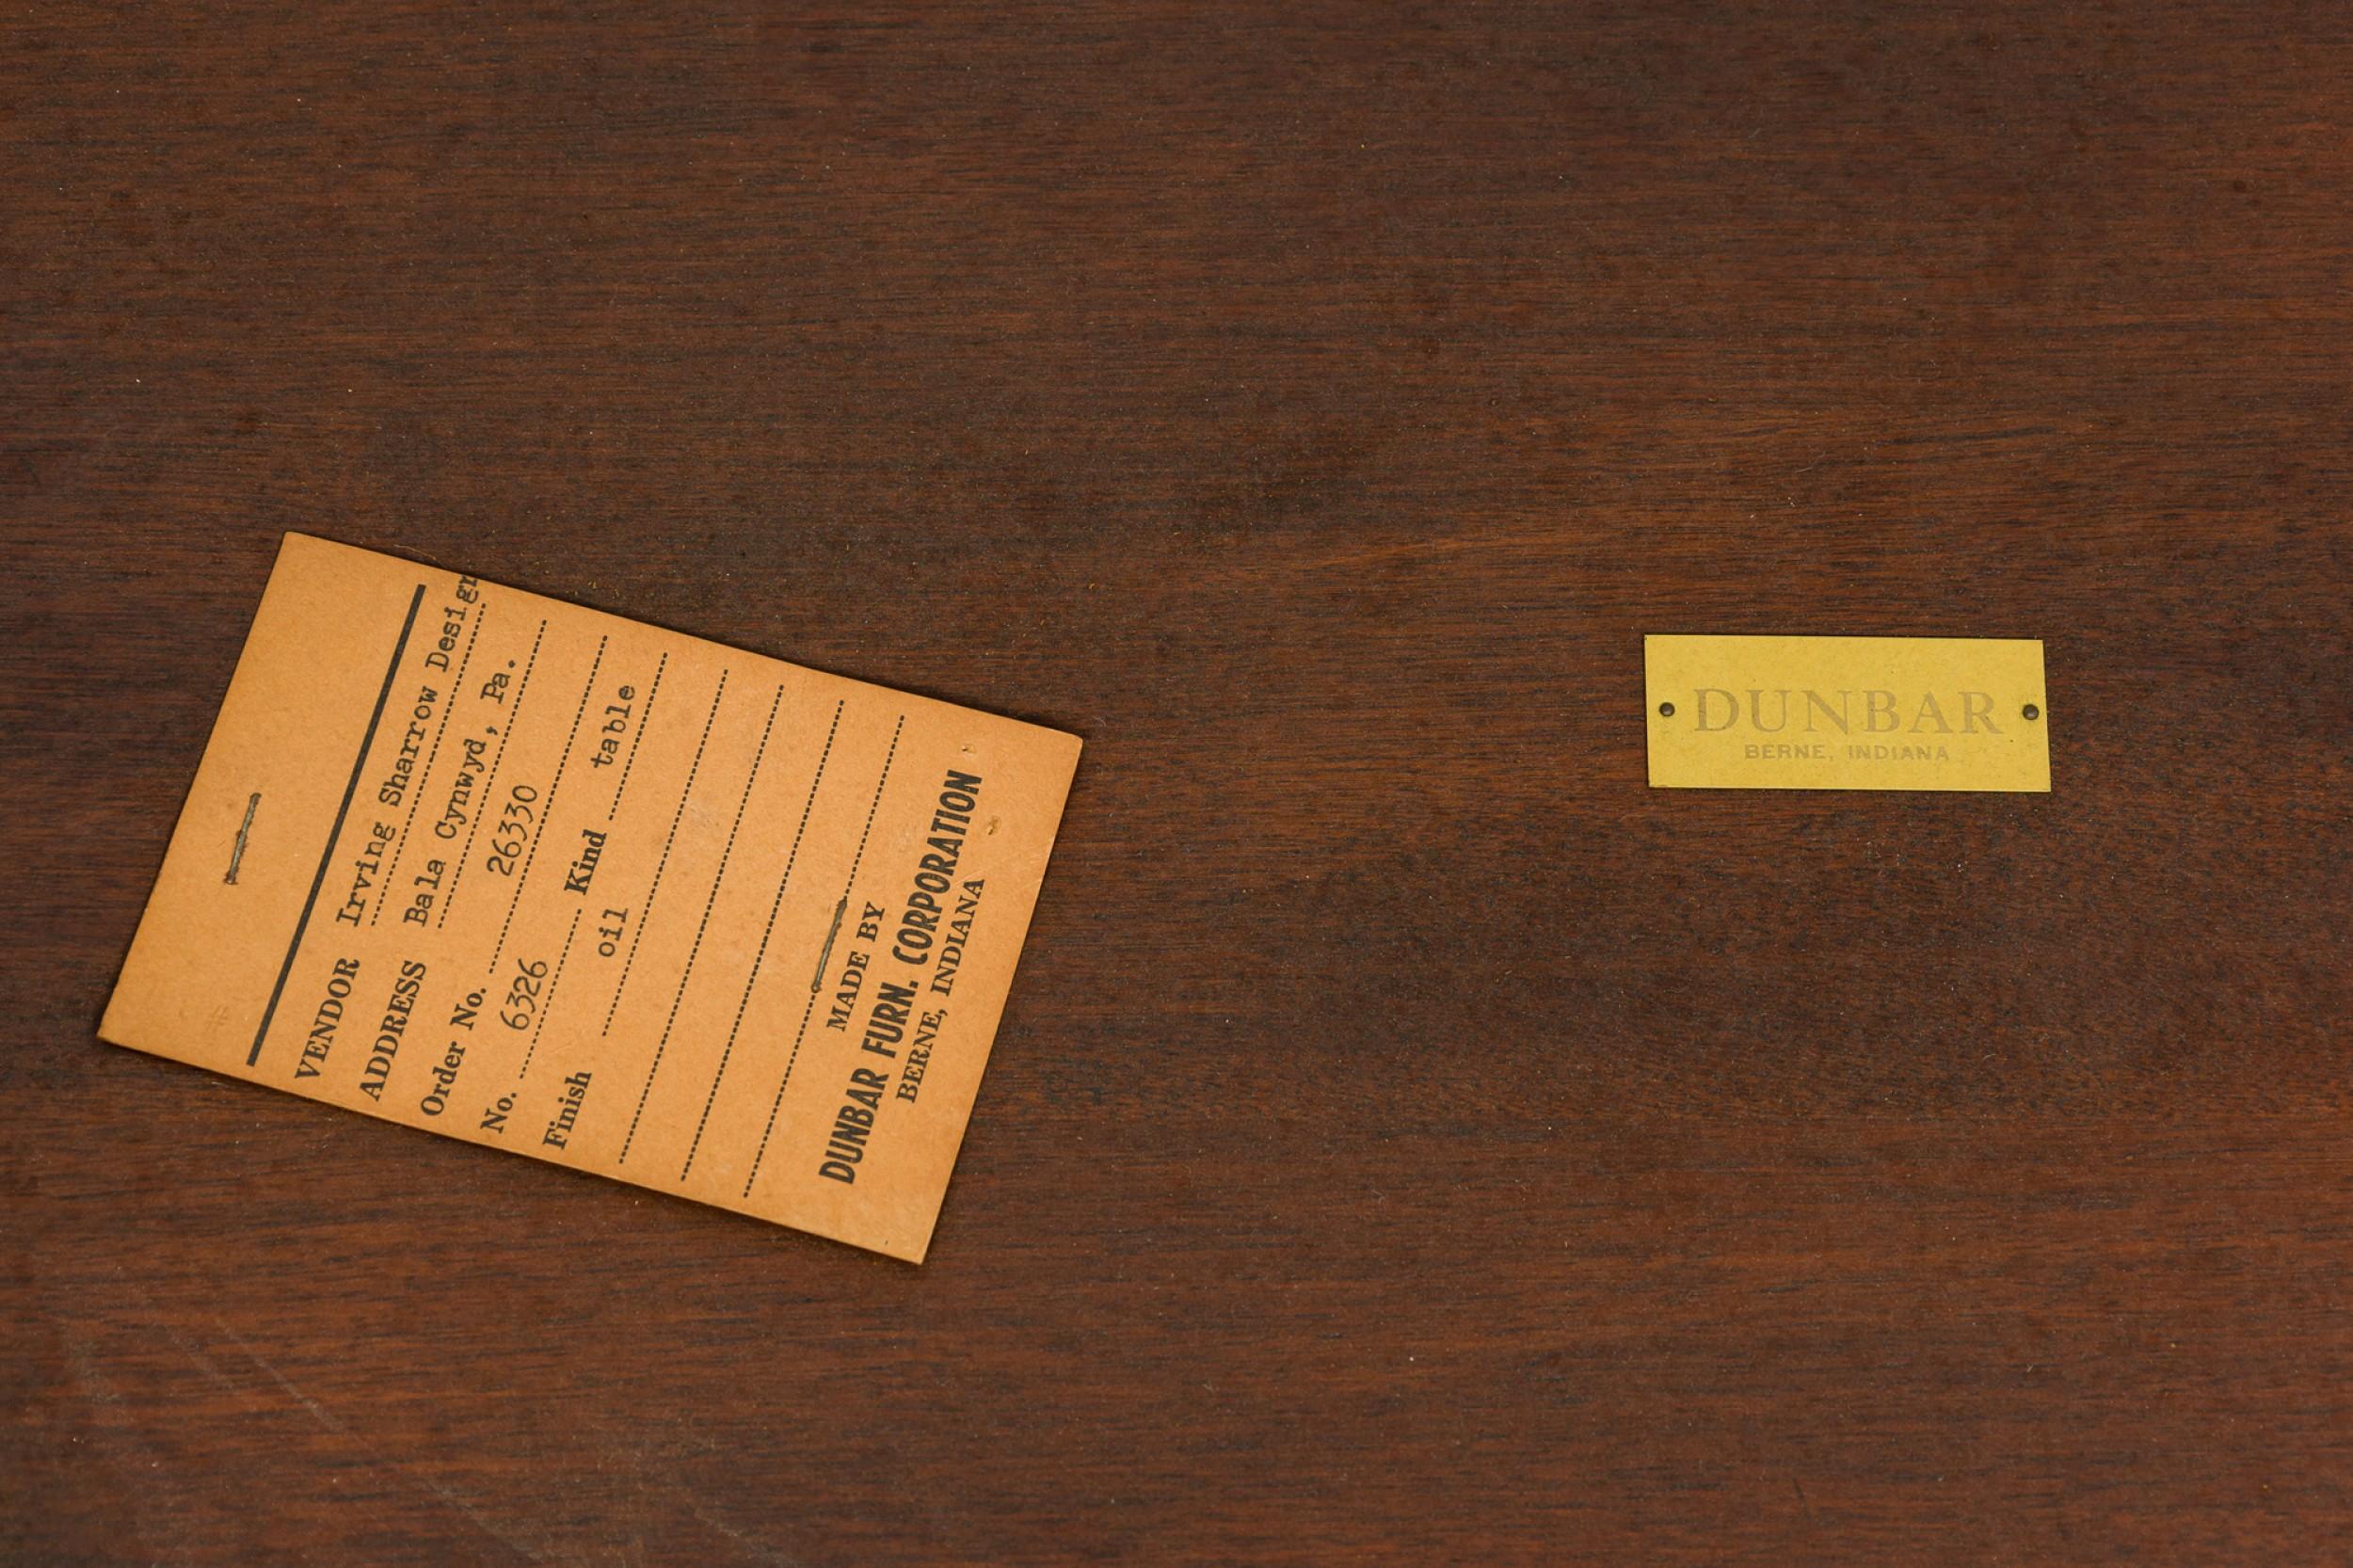 VENDOR Irving Sharrow Design
ADDRESS Bala Cynwyd, Pa.
Order No. 26330
No. 6326 Kind table
Finish oil
MADE BY
DUNBAR FURN. CORPORATION
BERNE, INDIANA
DUNBAR
BERNE, INDIANA